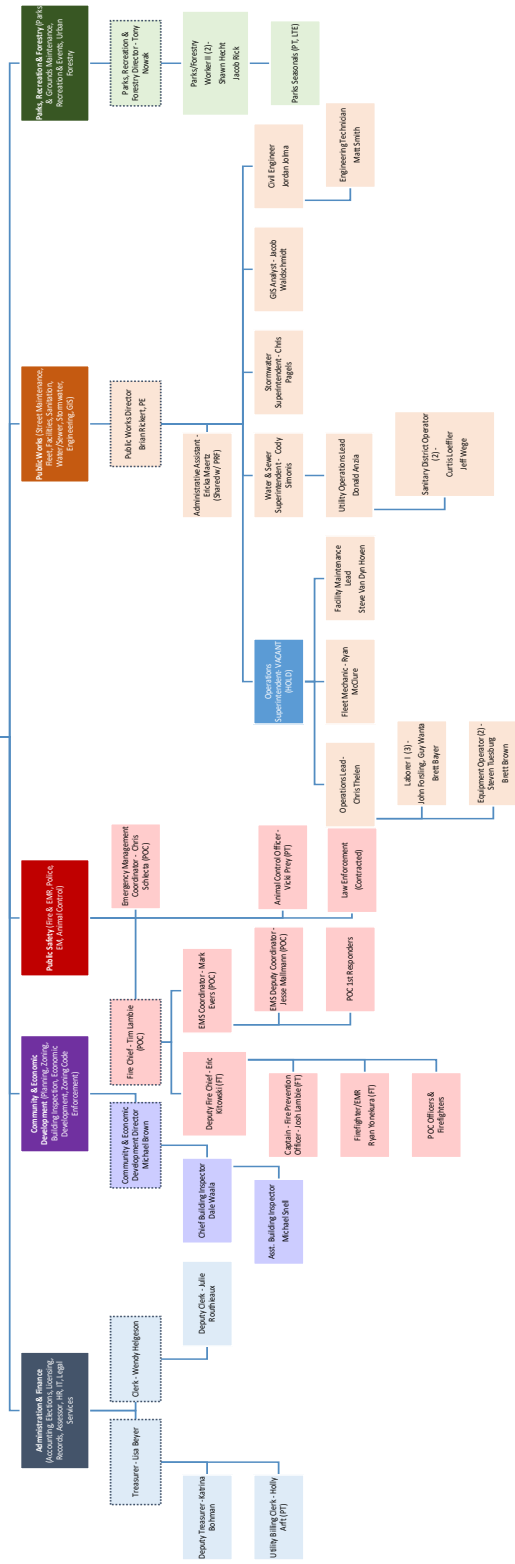 Administration & Finance
(Accounting, Elections, Licensing,
Records, Assessor, HR, IT, Legal
Services
Treasurer - Lisa Beyer
Clerk - Wendy Helgeson
Deputy Treasurer - Katrina
Bohman
Utility Billing Clerk - Holly
Arft (PT)
Deputy Clerk - Julie
Routhieaux
Community & Economic
Development (Planning, Zoning,
Building Inspection, Economic
Development, Zoning Code
Enforcement)
Community & Economic
Development Director
Michael Brown
Chief Building Inspector
Dale Waala
Asst. Building Inspector
Michael Snell
Public Safety (Fire & EMR, Police,
EM, Animal Control)
Fire Chief - Tim Lambie
(POC)
Emergency Management
Coordinator - Chris
Schlecta (POC)
Deputy Fire Chief - Eric
Kitowski (FT)
EMS Coordinator - Mark
Evers (POC)
Captain - Fire Prevention
Officer - Josh Lambie (FT)
Firefighter/EMR
Ryan Yonekura (FT)
POC Officers &
Firefighters
EMS Deputy Coordinator -
Jesse Mallmann (POC)
POC 1st Responders
Animal Control Officer -
Vicki Prey (PT)
Law Enforcement
(Contracted)
Public Works (Street Maintenance,
Fleet, Facilities, Sanitation,
Water/Sewer, Stormwater,
Engineering, GIS)
Public Works Director
Brian Rickert, PE
Administrative Assistant -
Ericka Maertz
(Shared w/ PRF)
Operations
Superintendent- VACANT
(HOLD)
Water & Sewer
Superintendent - Cody
Simonis
Stormwater
Superintendent - Chris
Pagels
GIS Analyst - Jacob
Waldschmidt
Civil Engineer
Jordan Jolma
Operations Lead-
Chris Thelen
Fleet Mechanic - Ryan
McClure
Facility Maintenance
Lead
Steve Van Dyn Hoven
Utility Operations Lead
Donald Anzia
Engineering Technician
Matt Smith
Laborer I (3) -
John Forsling, Guy Wanta
Brett Bayer
Equipment Operator (2) -
Steven Tuesburg
Brett Brown
Sanitary District Operator
(2) -
Curtis Loeffler
Jeff Wege
Parks, Recreation & Forestry (Parks
& Grounds Maintenance,
Recreation & Events, Urban
Forestry
Parks, Recreation &
Forestry Director - Tony
Nowak
Parks/Forestry
Worker II (2) -
Shawn Hecht
Jacob Rick
Parks Seasonals (PT, LTE)